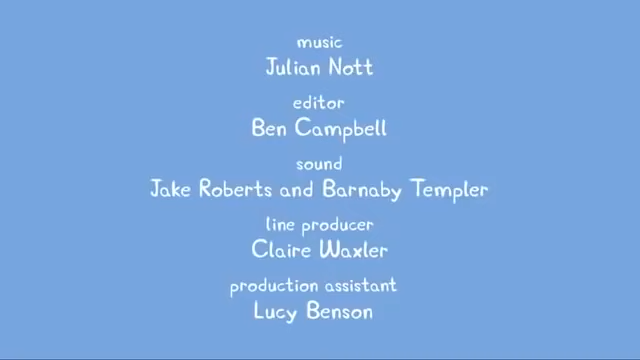 music
Julian Nott
editor
Ben Campbell
sound
Jake Roberts and Barnaby Templer
line producer
Claire Waxler
production assistant
Lucy Benson